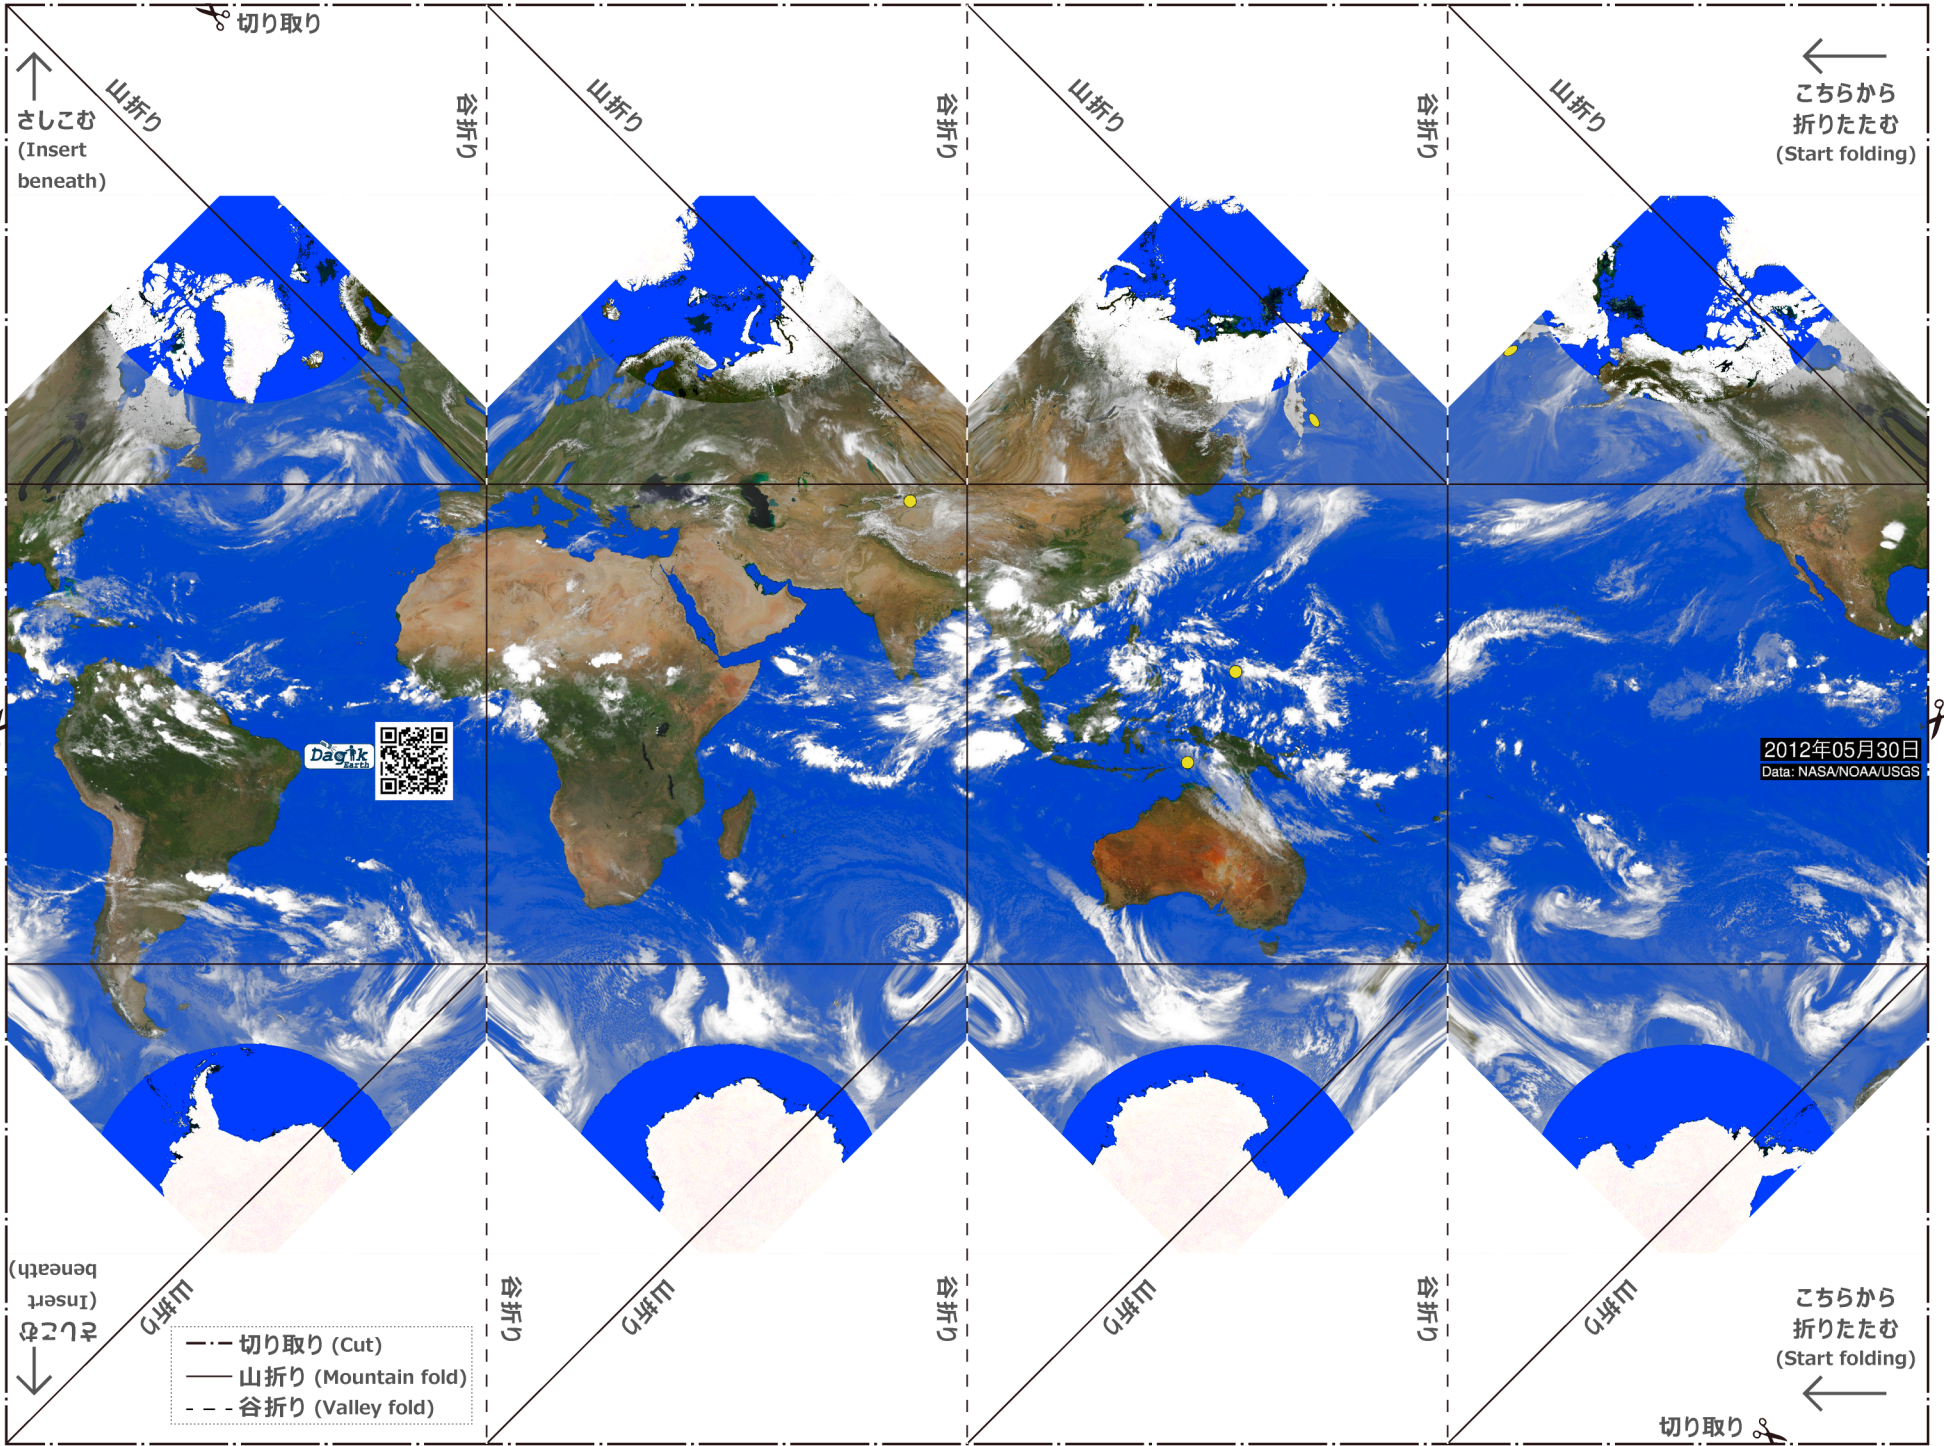 切り取り
山折り
谷折り
山折り
谷折り
山折り
谷折り
山折り
さしこむ
(Insert
beneath)
こちらから
折りたたむ
(Start folding)
Dagik
Earth
2012年05月30日
Data: NASA/NOAA/USGS
さしこむ
(Insert
beneath)
山折り
谷折り
山折り
谷折り
山折り
谷折り
山折り
切り取り (Cut)
山折り (Mountain fold)
谷折り (Valley fold)
こちらから
折りたたむ
(Start folding)
切り取り